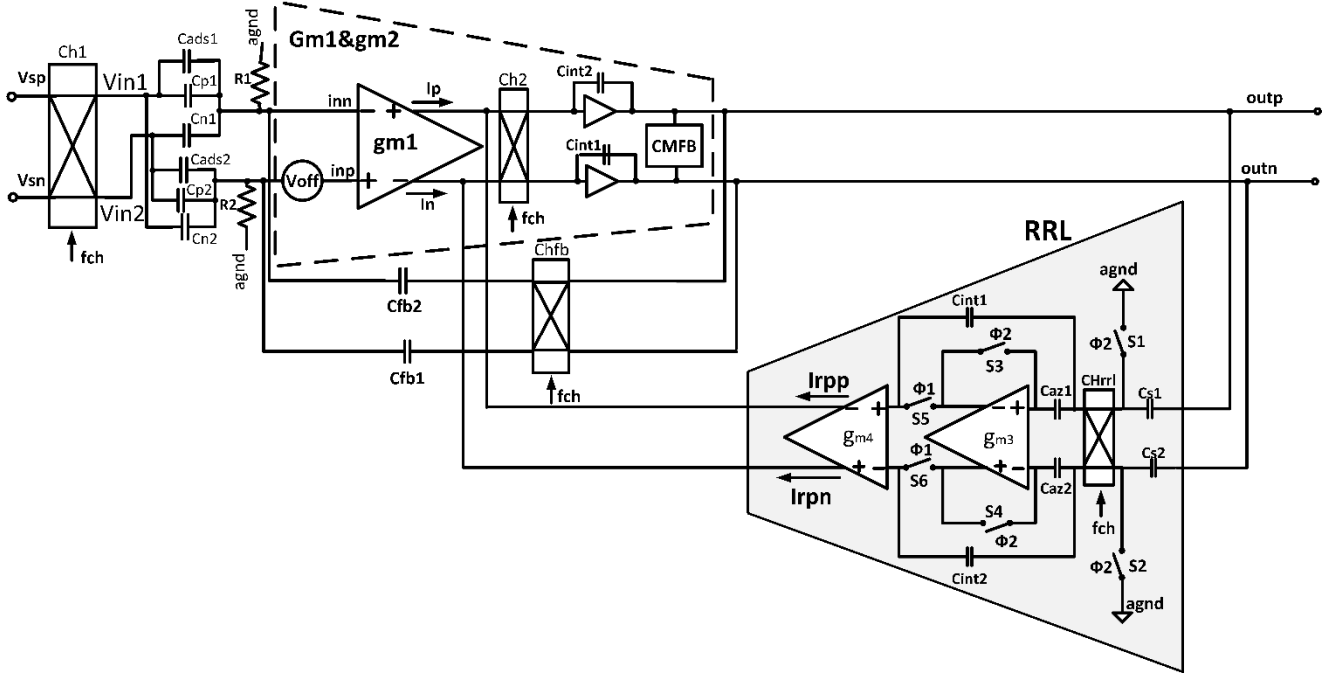 Ch1
Vsp
Vsn
Vin1
Vin2
fch
Cads1
Cp1
Cn1
Cads2
Cp2
Cn2
agnd
R1
R2
agnd
Gm1&gm2
inn
inp
Voff
gm1
+
+
Ip
In
Ch2
fch
Cint2
Cint1
CMFB
outp
outn
Chfb
Cfb2
Cfb1
fch
RRL
agnd
Φ2
S1
Cint1
Φ2
S3
Irpp
Φ1
S5
Caz1
CHrrl
Cs1
+
gm4
+
gm3
Cs2
Φ1
S6
Caz2
+
+
Irpn
S4
Φ2
fch
Φ2
S2
Cint2
agnd